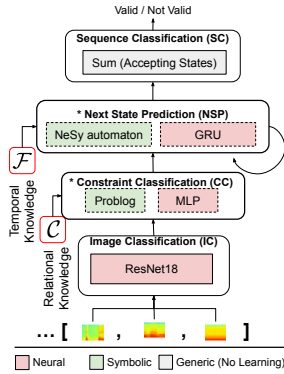 Valid / Not Valid
Sequence Classification (SC)
Sum (Accepting States)
* Next State Prediction (NSP)
NeSy automaton
GRU
F
Temporal
Knowledge
* Constraint Classification (CC)
Problog
MLP
C
Relational
Knowledge
Image Classification (IC)
ResNet18
... [ , , ]
Neural
Symbolic
Generic (No Learning)